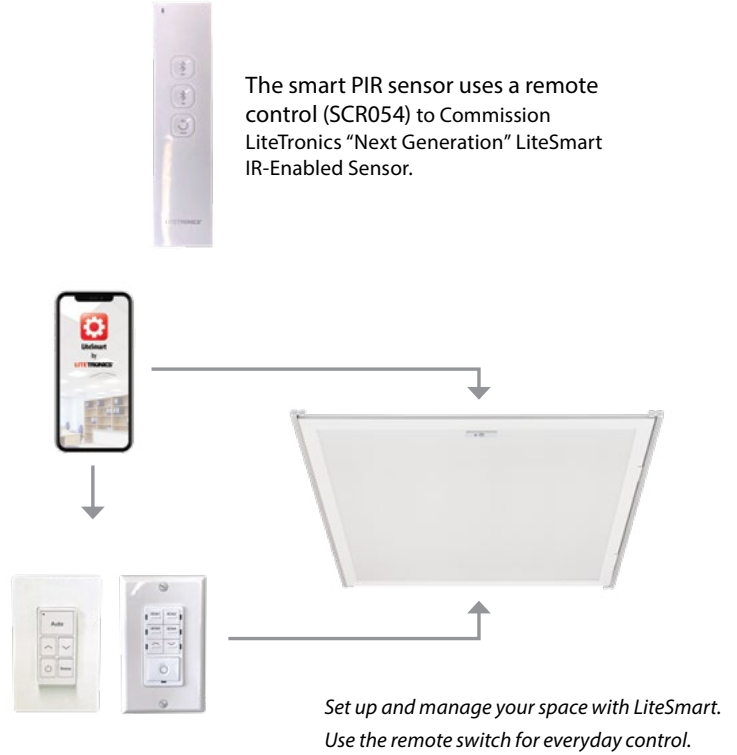 The smart PIR sensor uses a remote
control (SCR054) to Commission
LiteTronics “Next Generation” LiteSmart
IR-Enabled Sensor.
LITETRONICS
LiteSmart
by
LITETRONICS
Auto
Set up and manage your space with LiteSmart.
Use the remote switch for everyday control.